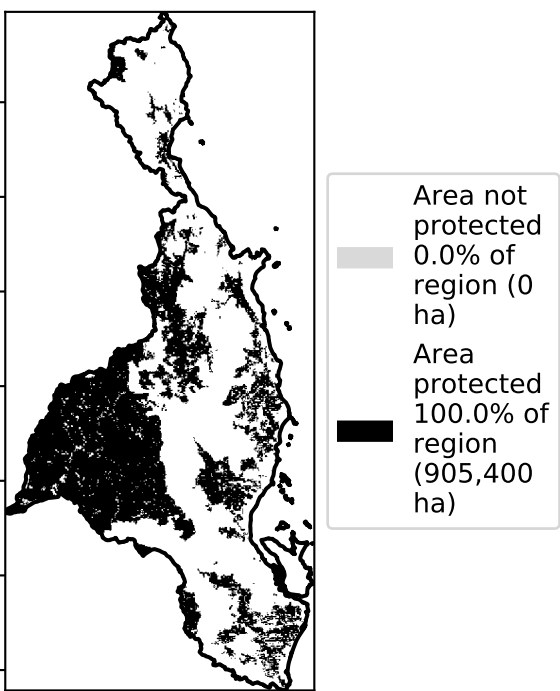 Area not
protected
0.0% of
region (0
ha)
Area
protected
100.0% of
region
(905,400
ha)